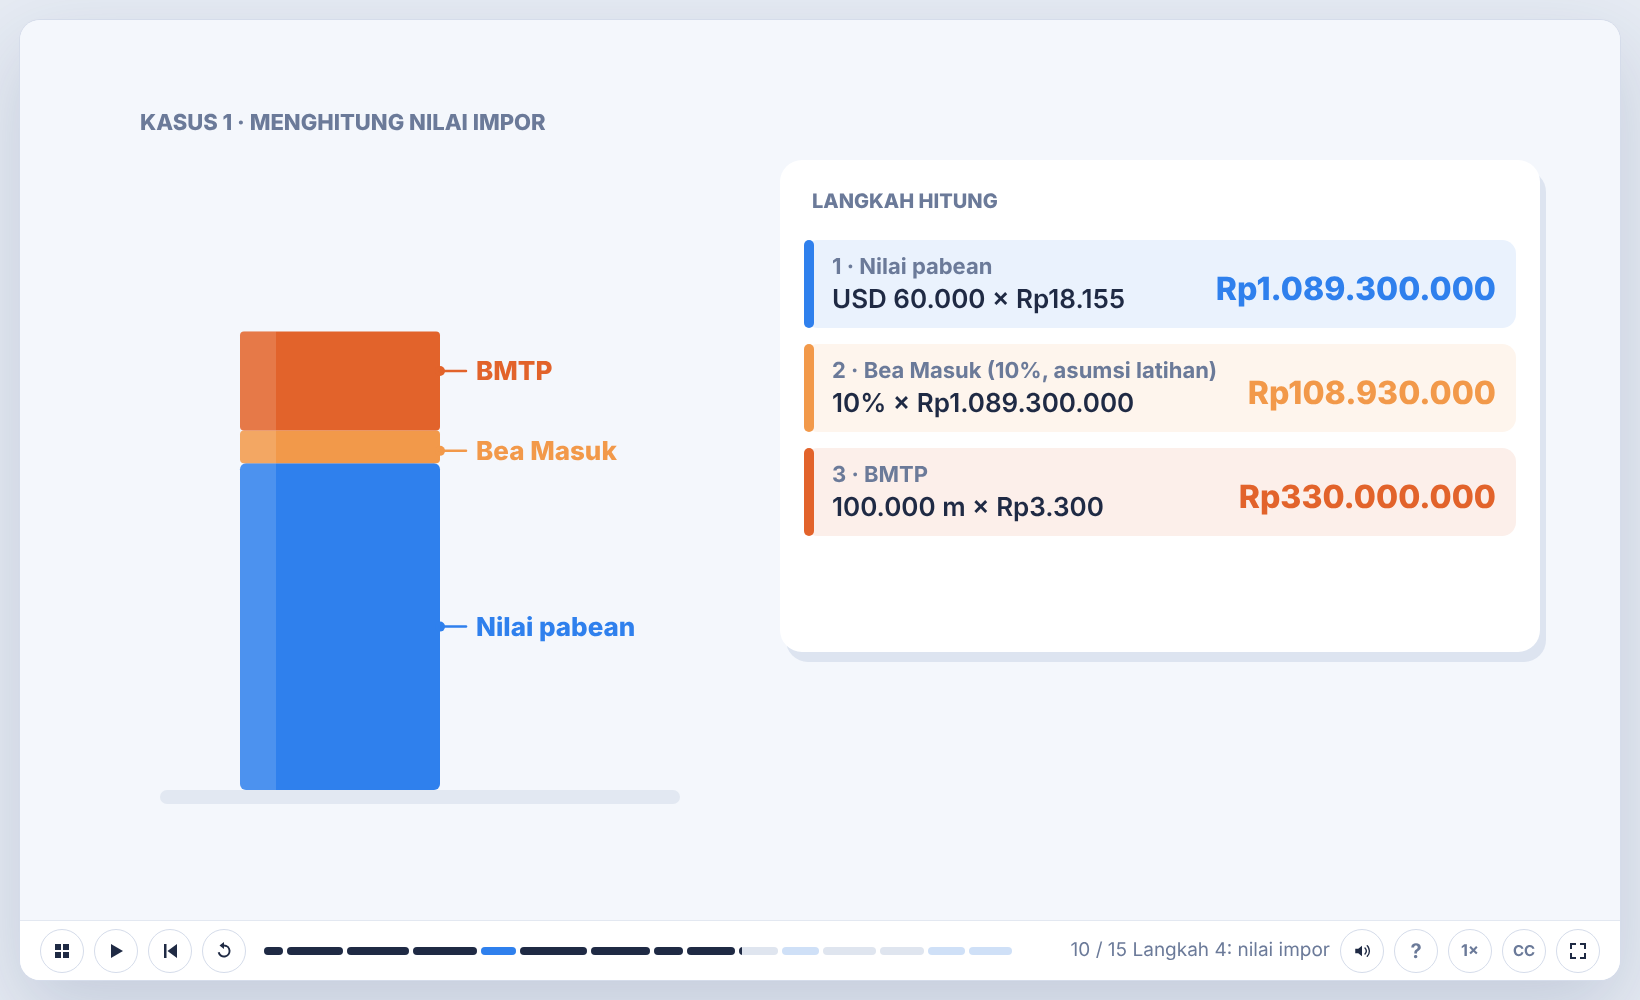 KASUS 1 · MENGHITUNG NILAI IMPOR
BMTP
Bea Masuk
Nilai pabean
LANGKAH HITUNG
1 · Nilai pabean
USD 60.000 × Rp18.155
Rp1.089.300.000
2 · Bea Masuk (10%, asumsi latihan)
10% × Rp1.089.300.000
Rp108.930.000
3 · BMTP
100.000 m × Rp3.300
Rp330.000.000
10 / 15 Langkah 4: nilai impor
?
1×
CC